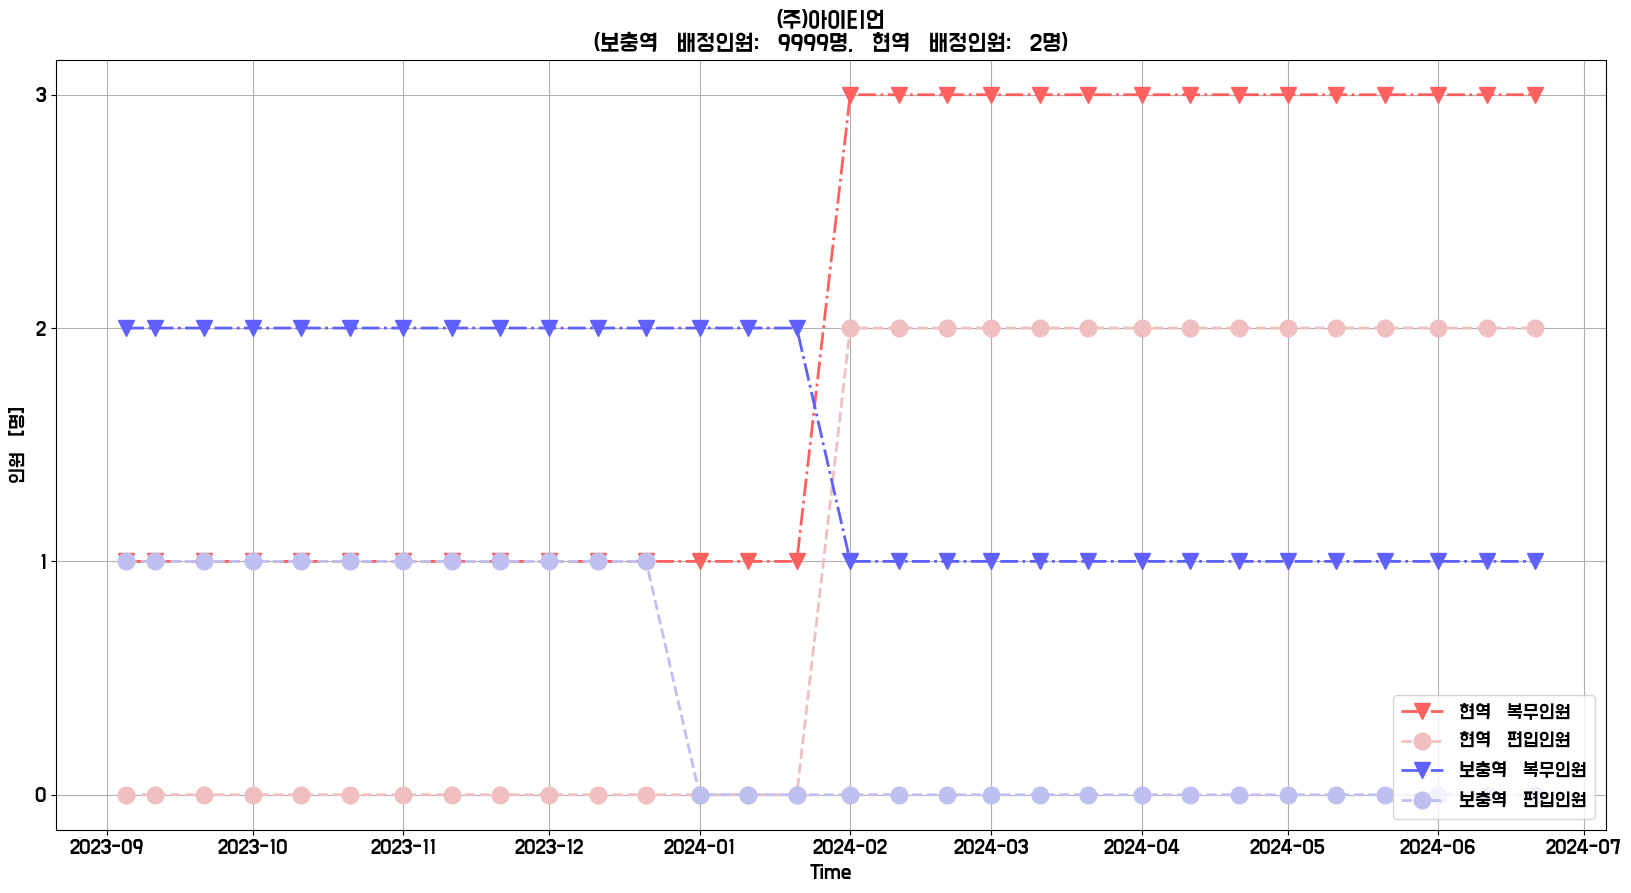 (주)아이티언
(보충역 배정인원: 9999명, 현역 배정인원: 2명)
3
2
1
0
인원 [명]
2023-09 2023-10 2023-11 2023-12 2024-01 2024-02 2024-03 2024-04 2024-05 2024-06 2024-07
Time
현역 복무인원
현역 편입인원
보충역 복무인원
보충역 편입인원